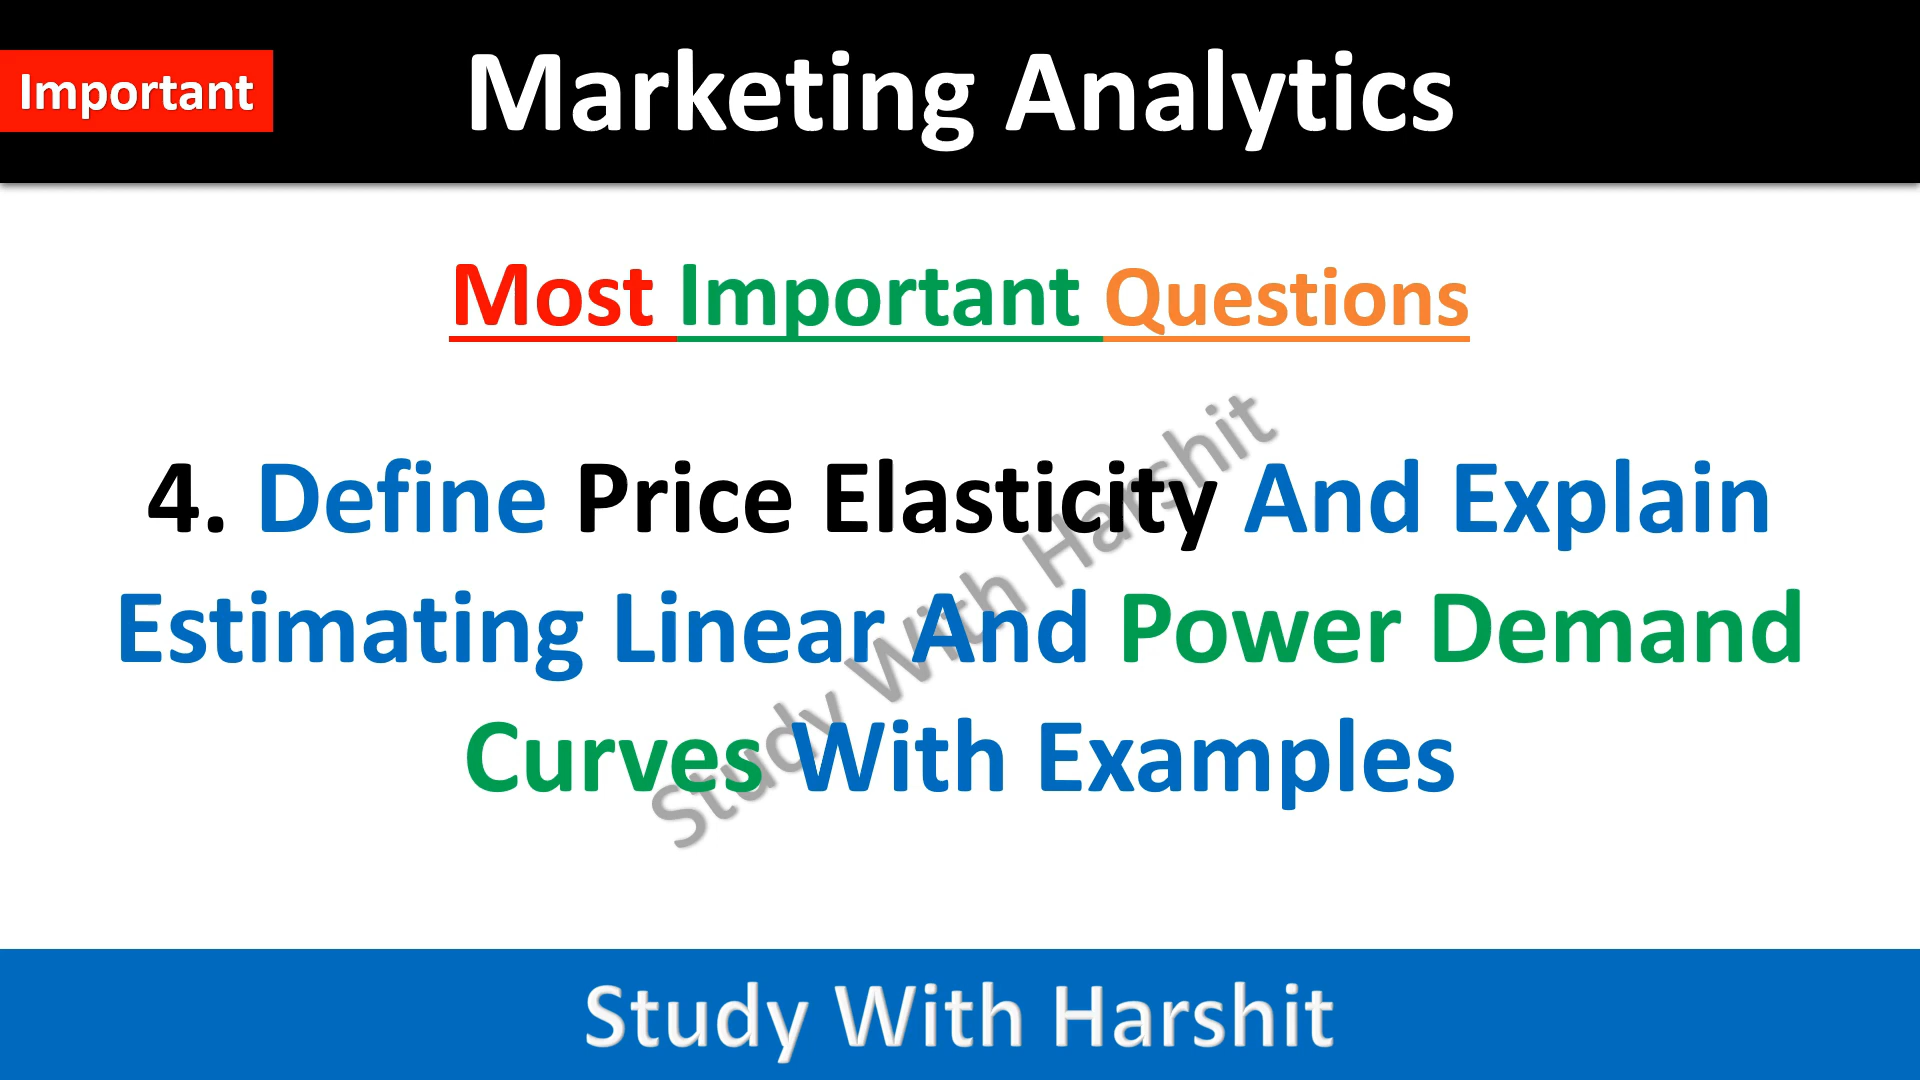 Important
Marketing Analytics
Most Important Questions
4. Define Price Elasticity And Explain
Estimating Linear And Power Demand
Curves With Examples
Study With Harshit
Study With Harshit